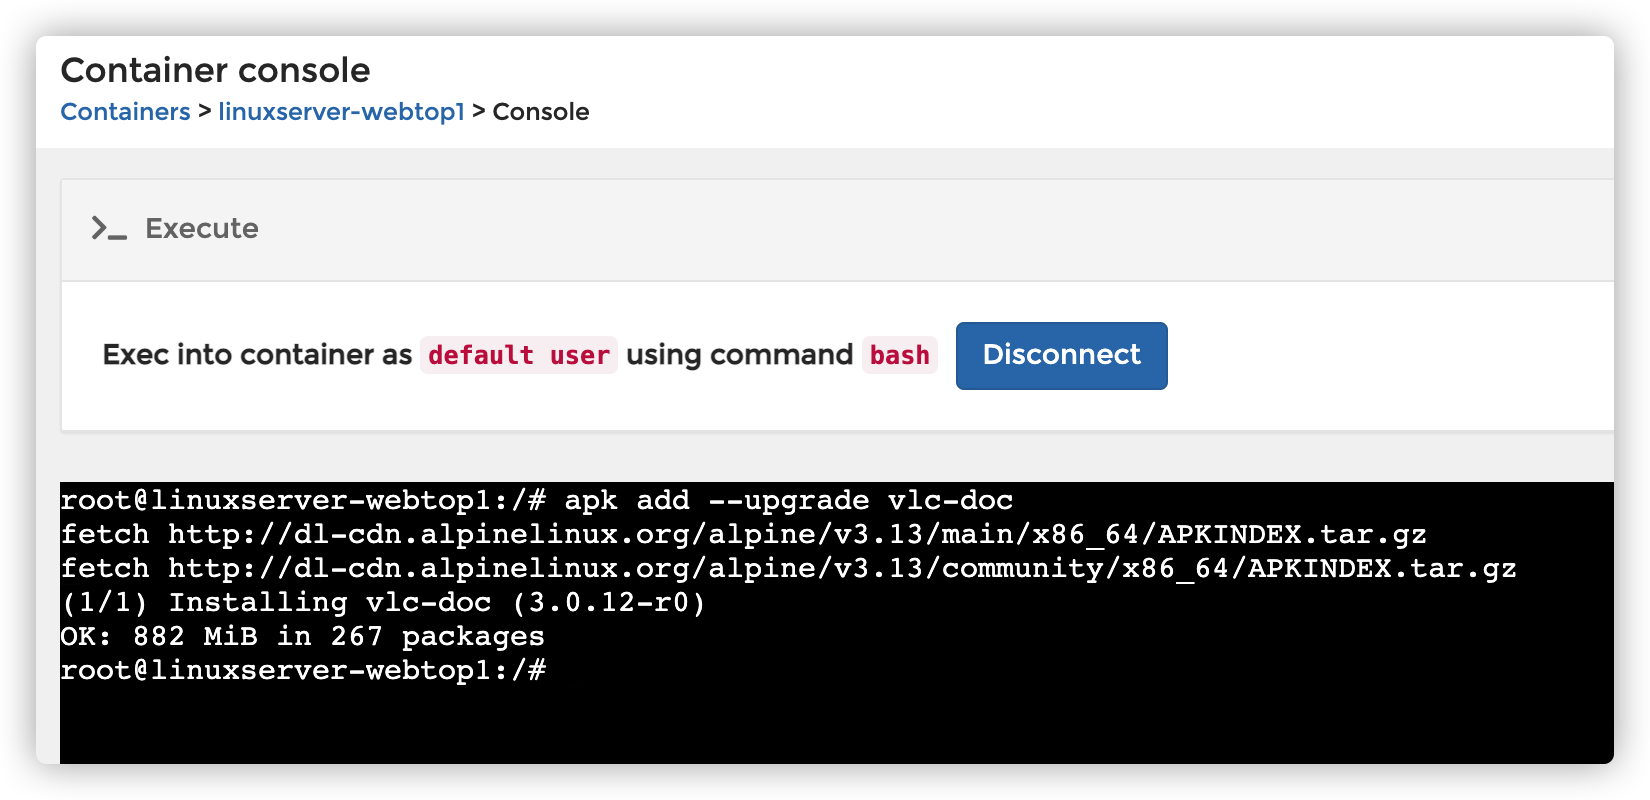 Container console
Containers > linuxserver-webtop1 > Console
>_ Execute
Exec into container as default user using command bash Disconnect
root@linuxserver-webtop1:/# apk add --upgrade vlc-doc
fetch http://dl-cdn.alpinelinux.org/alpine/v3.13/main/x86_64/APKINDEX.tar.gz
fetch http://dl-cdn.alpinelinux.org/alpine/v3.13/community/x86_64/APKINDEX.tar.gz
(1/1) Installing vlc-doc (3.0.12-r0)
OK: 882 MiB in 267 packages
root@linuxserver-webtop1:/#